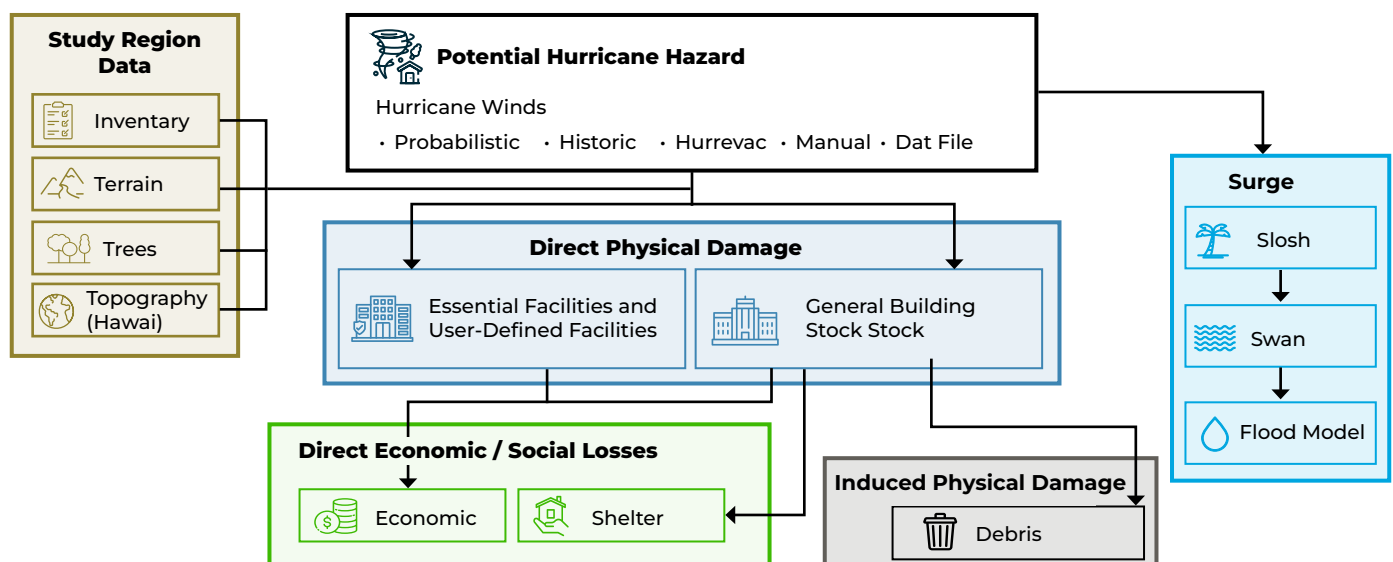 Study Region
Data
Inventory
Terrain
Trees
Topography
(Hawai)
Potential Hurricane Hazard
Hurricane Winds
• Probabilistic • Historic • Hurrevac • Manual • Dat File
Direct Physical Damage
Essential Facilities and
User-Defined Facilities
General Building
Stock Stock
Direct Economic / Social Losses
$
Economic
Shelter
Induced Physical Damage
Debris
Surge
Slosh
Swan
Flood Model